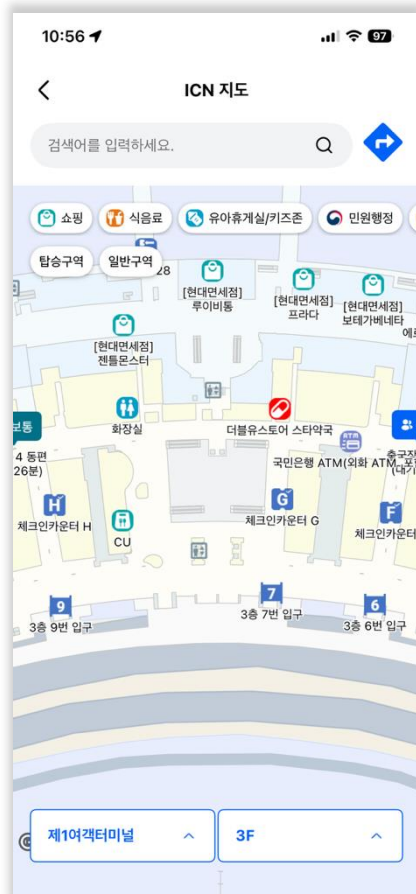 10:56
97
ICN 지도
검색어를 입력하세요.
쇼핑
식음료
유아휴게실/키즈존
민원행정
탑승구역
일반구역
28
[현대면세점]
루이비통
[현대면세점]
프라다
[현대면세점]
보테가베네타
에르
[현대면세점]
젠틀몬스터
보통
4 동편
26분)
화장실
더블유스토어 스타약국
ATM
국민은행 ATM(외화 ATM
H
체크인카운터 H
CU
G
체크인카운터 G
F
체크인카운터
9
3층 9번 입구
7
3층 7번 입구
6
3층 6번 입구
제1여객터미널
3F